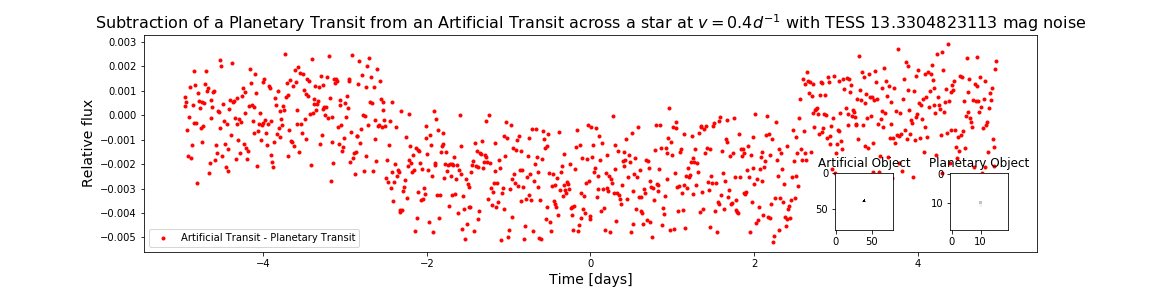 Subtraction of a Planetary Transit from an Artificial Transit across a star at v = 0.4d⁻¹ with TESS 13.3304823113 mag noise
0.003
0.002
0.001
0.000
−0.001
−0.002
−0.003
−0.004
−0.005
Relative flux
Artificial Transit - Planetary Transit
Artificial Object
0
50
0 50
Planetary Object
0
10
0 10
−4 −2 0 2 4
Time [days]